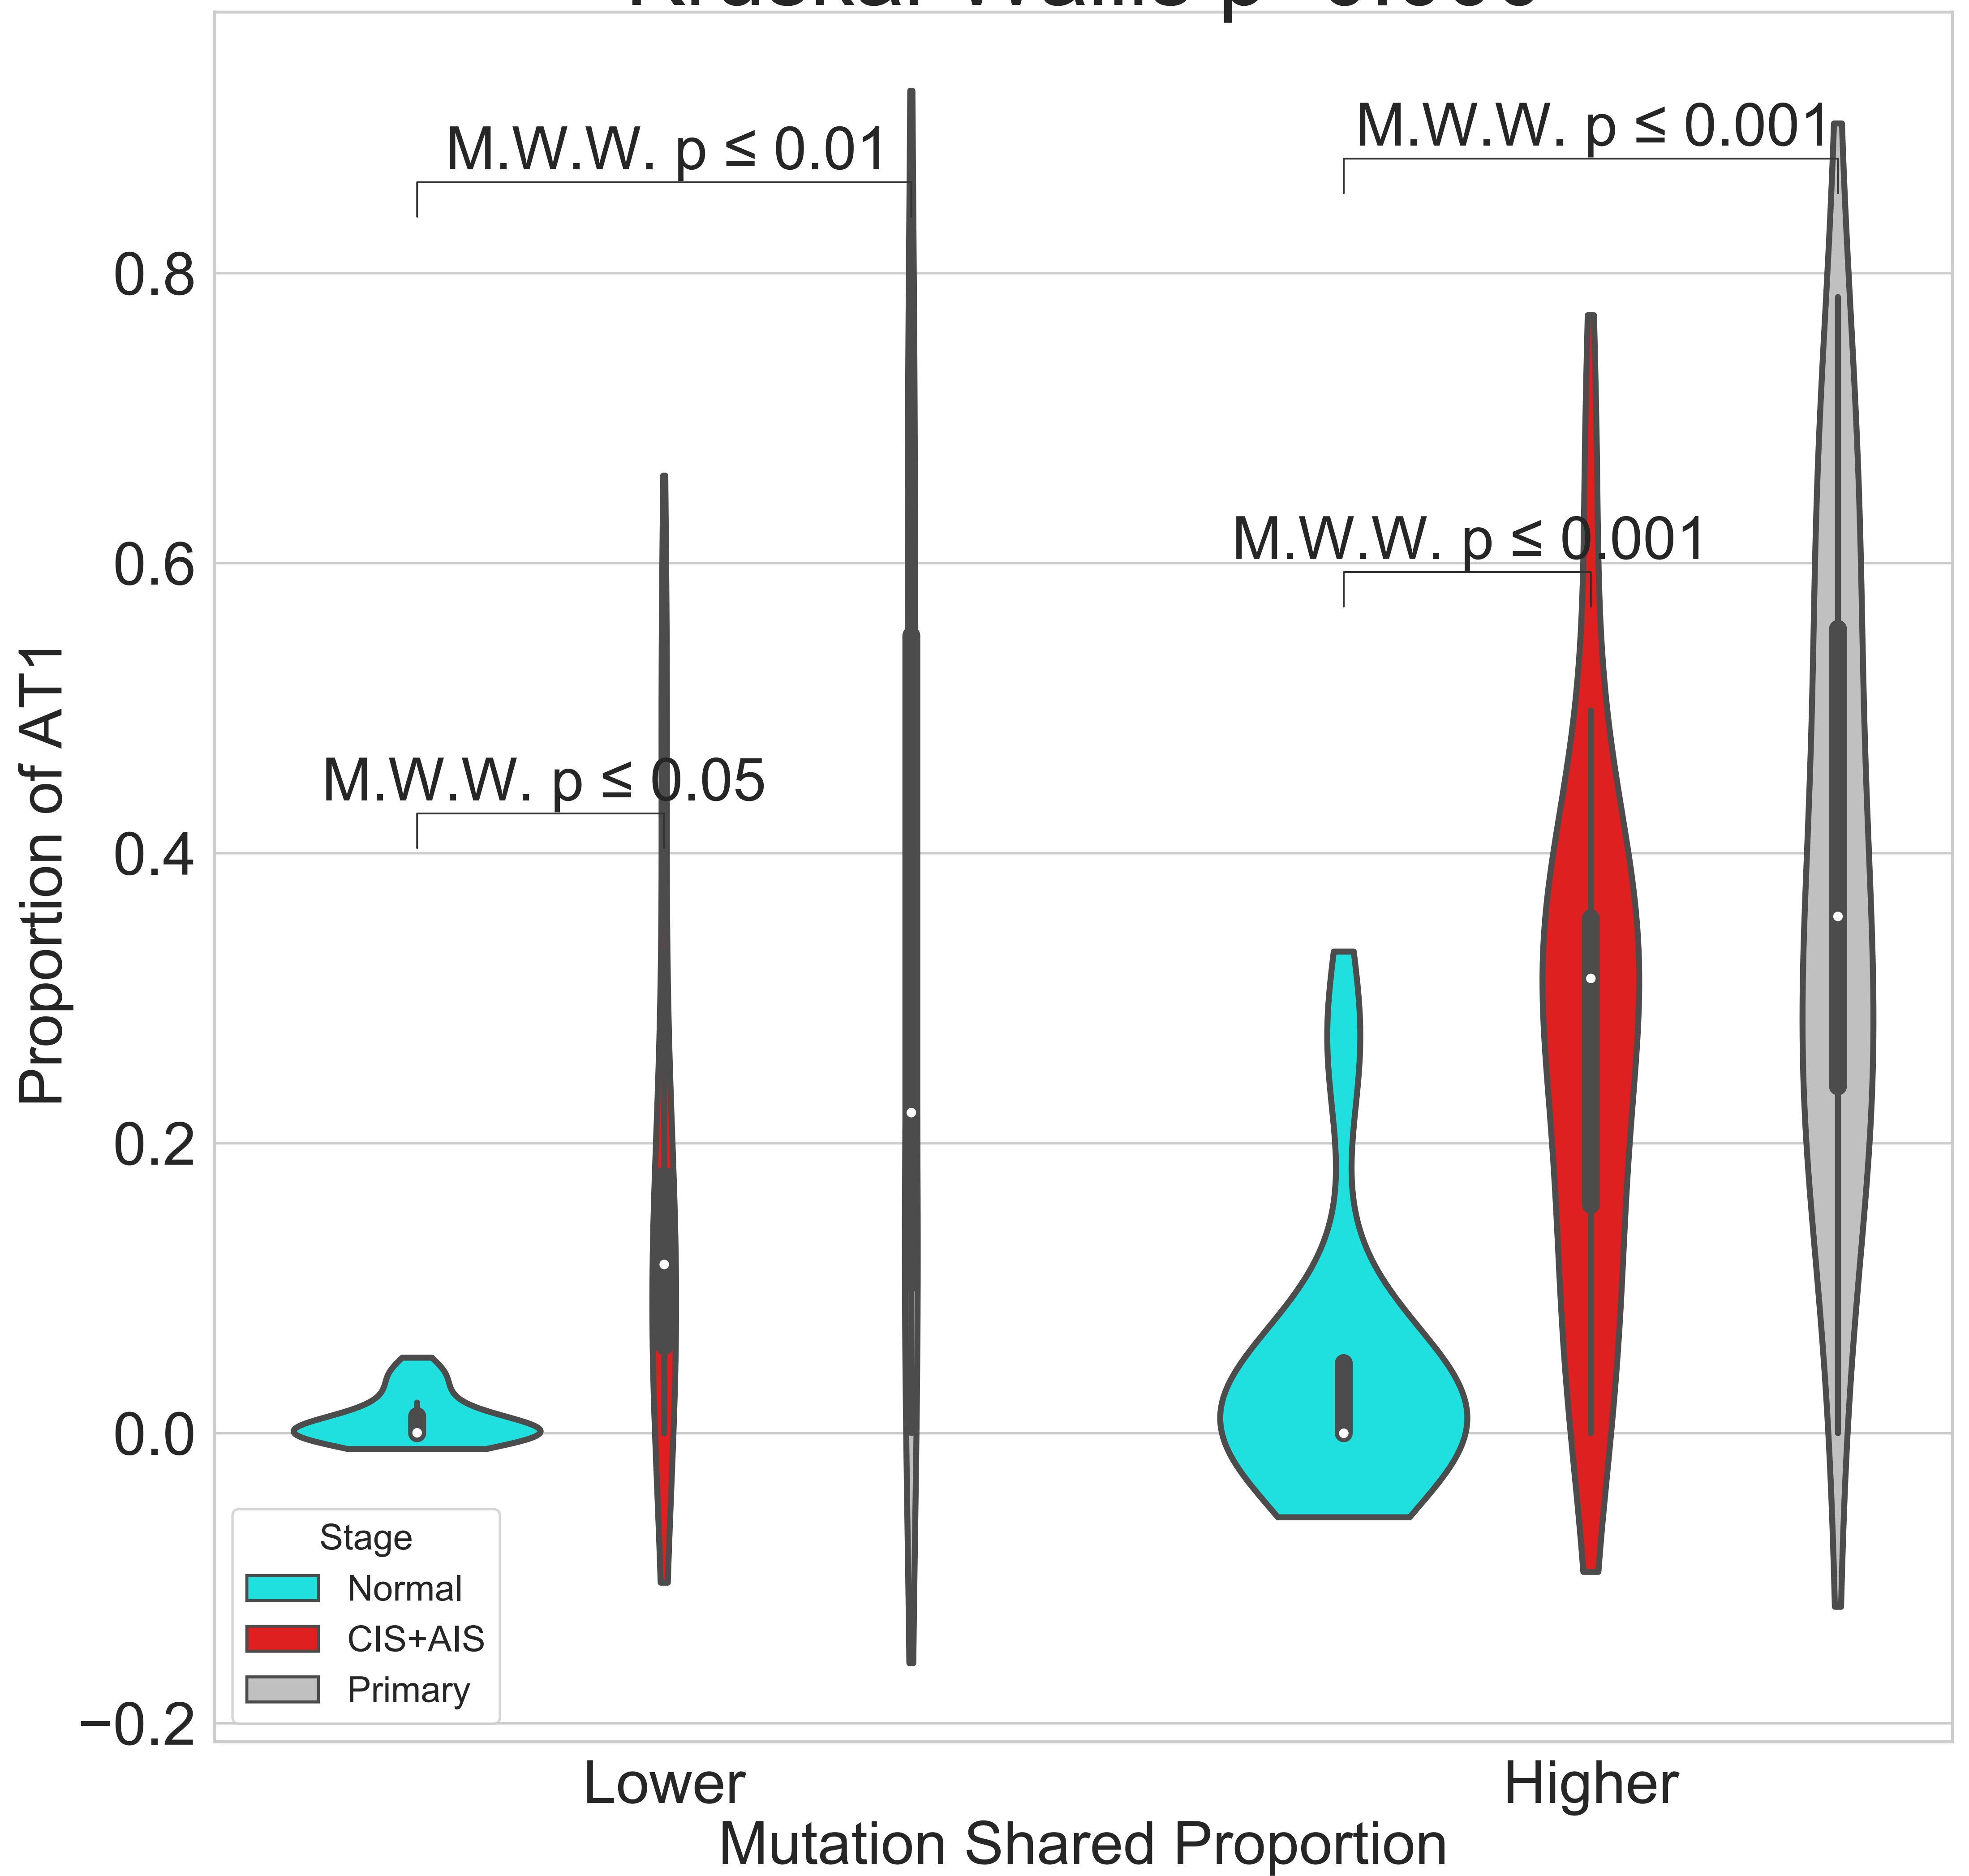 M.W.W. p ≤ 0.01
M.W.W. p ≤ 0.001
M.W.W. p ≤ 0.001
M.W.W. p ≤ 0.05
0.8
0.6
0.4
0.2
0.0
−0.2
Proportion of AT1
Stage
Normal
CIS+AIS
Primary
Lower
Higher
Mutation Shared Proportion